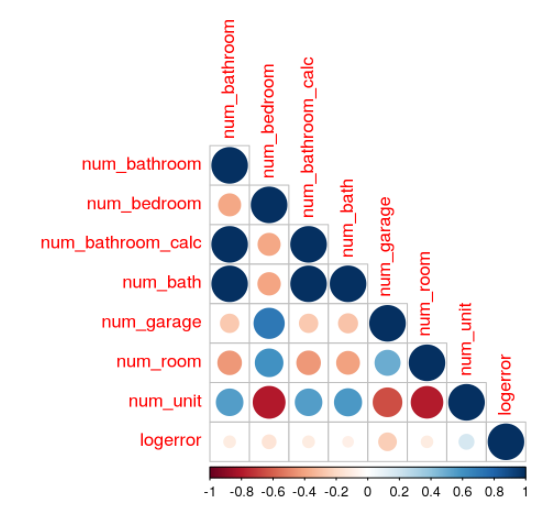 num_bathroom
num_bedroom
num_bathroom_calc
num_bath
num_garage
num_room
num_unit
logerror
num_bathroom
num_bedroom
num_bathroom_calc
num_bath
num_garage
num_room
num_unit
logerror
-1 -0.8 -0.6 -0.4 -0.2 0 0.2 0.4 0.6 0.8 1